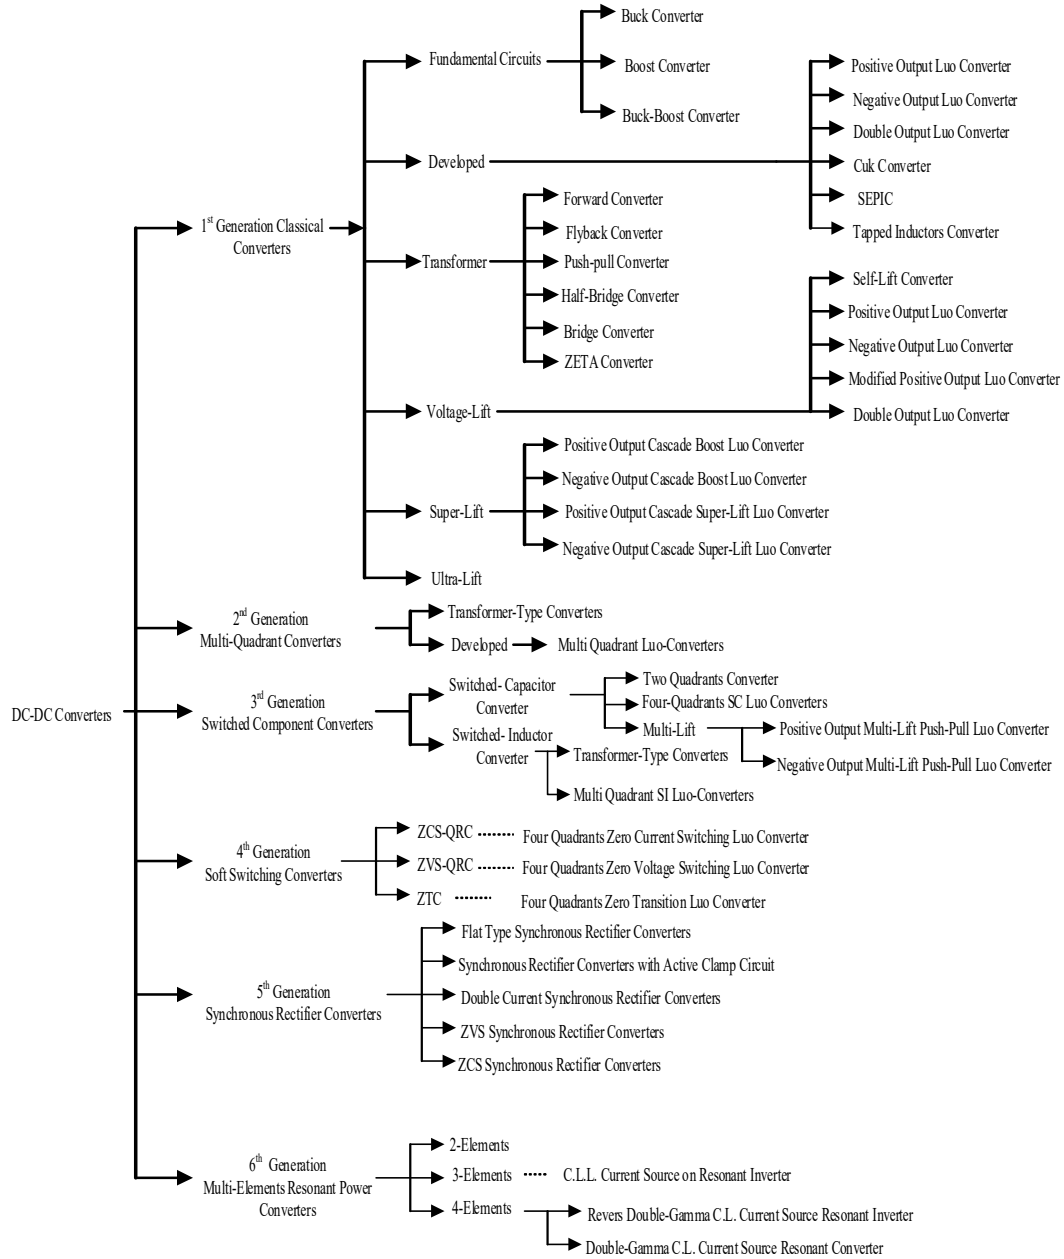 DC-DC Converters
1st Generation Classical
Converters
Fundamental Circuits
Buck Converter
Boost Converter
Buck-Boost Converter
Developed
Positive Output Luo Converter
Negative Output Luo Converter
Double Output Luo Converter
Cuk Converter
SEPIC
Tapped Inductors Converter
Transformer
Forward Converter
Flyback Converter
Push-pull Converter
Half-Bridge Converter
Bridge Converter
ZETA Converter
Voltage-Lift
Self-Lift Converter
Positive Output Luo Converter
Negative Output Luo Converter
Modified Positive Output Luo Converter
Double Output Luo Converter
Super-Lift
Positive Output Cascade Boost Luo Converter
Negative Output Cascade Boost Luo Converter
Positive Output Cascade Super-Lift Luo Converter
Negative Output Cascade Super-Lift Luo Converter
Ultra-Lift
2nd Generation
Multi-Quadrant Converters
Transformer-Type Converters
Developed
Multi Quadrant Luo-Converters
3rd Generation
Switched Component Converters
Switched- Capacitor
Converter
Two Quadrants Converter
Four-Quadrants SC Luo Converters
Multi-Lift
Positive Output Multi-Lift Push-Pull Luo Converter
Negative Output Multi-Lift Push-Pull Luo Converter
Switched- Inductor
Converter
Transformer-Type Converters
Multi Quadrant SI Luo-Converters
4th Generation
Soft Switching Converters
ZCS-QRC
Four Quadrants Zero Current Switching Luo Converter
ZVS-QRC
Four Quadrants Zero Voltage Switching Luo Converter
ZTC
Four Quadrants Zero Transition Luo Converter
5th Generation
Synchronous Rectifier Converters
Flat Type Synchronous Rectifier Converters
Synchronous Rectifier Converters with Active Clamp Circuit
Double Current Synchronous Rectifier Converters
ZVS Synchronous Rectifier Converters
ZCS Synchronous Rectifier Converters
6th Generation
Multi-Elements Resonant Power
Converters
2-Elements
3-Elements
C.L.L. Current Source on Resonant Inverter
4-Elements
Revers Double-Gamma C.L. Current Source Resonant Inverter
Double-Gamma C.L. Current Source Resonant Converter